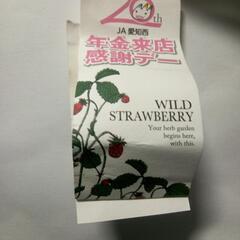 20th
JA 愛知西
年金来店
感謝デー
WILD
STRAWBERRY
Your herb garden
begins here,
with this.